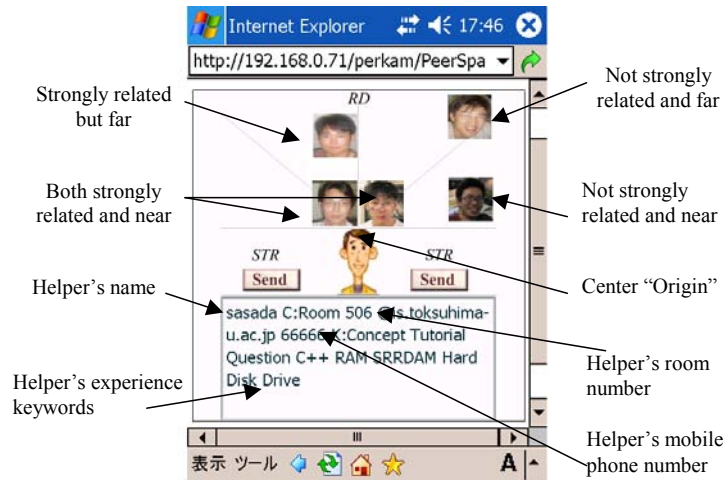 Internet Explorer 17:46
http://192.168.0.71/perkam/PeerSpa
Strongly related
but far
RD
Not strongly
related and far
Both strongly
related and near
Not strongly
related and near
STR
STR
Send
Send
Center “Origin”
Helper’s name
sasada C:Room 506 @is.toksuhima-
u.ac.jp 66666 K:Concept Tutorial
Question C++ RAM SRRDAM Hard
Disk Drive
Helper’s room
number
Helper’s experience
keywords
Helper’s mobile
phone number
表示 ツール A